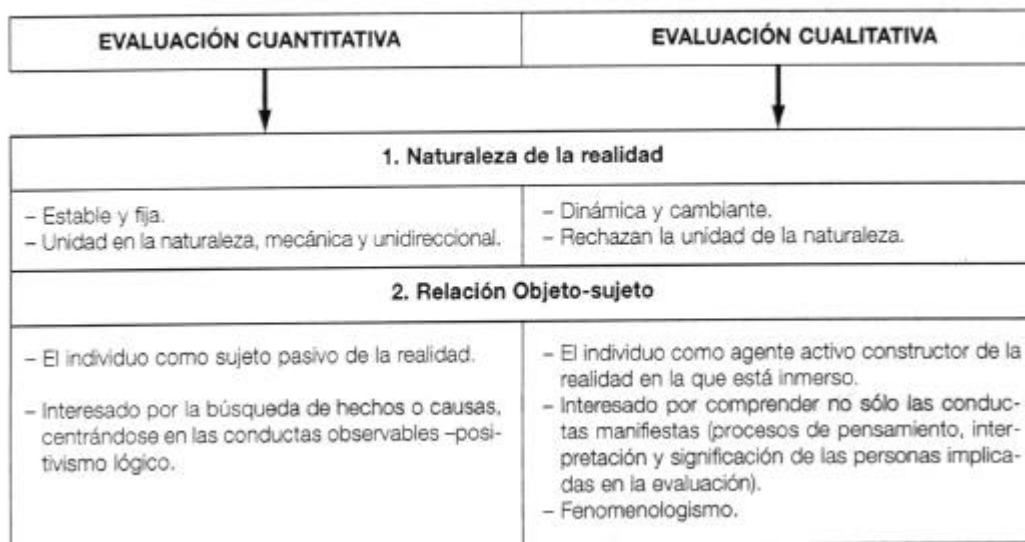 EVALUACIÓN CUANTITATIVA
EVALUACIÓN CUALITATIVA
1. Naturaleza de la realidad
– Estable y fija.
– Unidad en la naturaleza, mecánica y unidireccional.
– Dinámica y cambiante.
– Rechazan la unidad de la naturaleza.
2. Relación Objeto-sujeto
– El individuo como sujeto pasivo de la realidad.
– Interesado por la búsqueda de hechos o causas,
centrándose en las conductas observables –posi-
tivismo lógico.
– El individuo como agente activo constructor de la
realidad en la que está inmerso.
– Interesado por comprender no sólo las conduc-
tas manifiestas (procesos de pensamiento, inter-
pretación y significación de las personas implica-
das en la evaluación).
– Fenomenologismo.